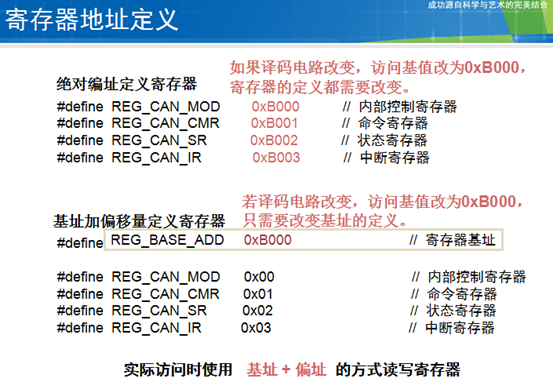 成功源自科学与艺术的完美结合
寄存器地址定义
如果译码电路改变，访问基值改为0xB000，
寄存器的定义都需要改变。
绝对编址定义寄存器
#define REG_CAN_MOD 0xB000 // 内部控制寄存器
#define REG_CAN_CMR 0xB001 // 命令寄存器
#define REG_CAN_SR 0xB002 // 状态寄存器
#define REG_CAN_IR 0xB003 // 中断寄存器
若译码电路改变，访问基值改为0xB000，
只需要改变基址的定义。
基址加偏移量定义寄存器
#define REG_BASE_ADD 0xB000 // 寄存器基址
#define REG_CAN_MOD 0x00 // 内部控制寄存器
#define REG_CAN_CMR 0x01 // 命令寄存器
#define REG_CAN_SR 0x02 // 状态寄存器
#define REG_CAN_IR 0x03 // 中断寄存器
实际访问时使用 基址 + 偏址 的方式读写寄存器